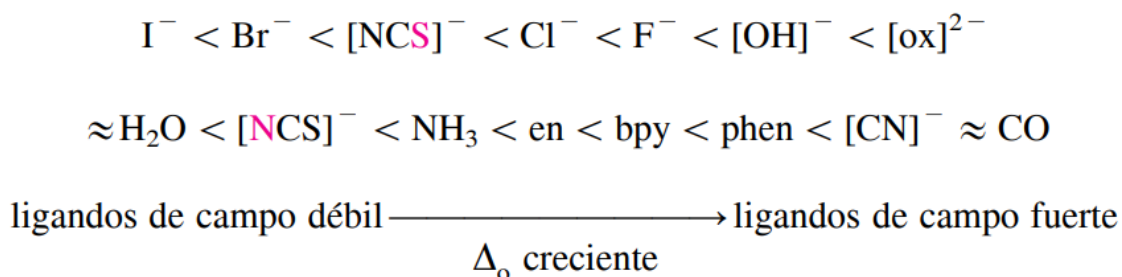 I⁻ < Br⁻ < [NCS]⁻ < Cl⁻ < F⁻ < [OH]⁻ < [ox]²⁻
≈H₂O < [NCS]⁻ < NH₃ < en < bpy < phen < [CN]⁻ ≈ CO
ligandos de campo débil⟶ligandos de campo fuerte
Δₒ creciente